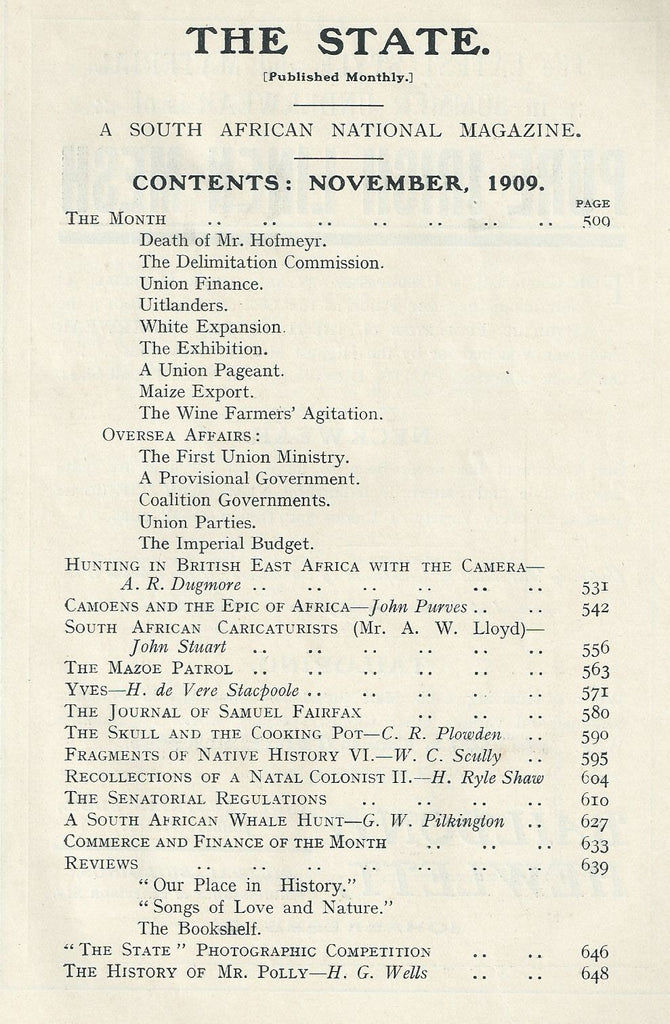 THE STATE.
[Published Monthly.]
A SOUTH AFRICAN NATIONAL MAGAZINE.
CONTENTS: NOVEMBER, 1909.
PAGE
THE MONTH .. .. .. .. .. .. .. 509
Death of Mr. Hofmeyr.
The Delimitation Commission.
Union Finance.
Uitlanders.
White Expansion.
The Exhibition.
A Union Pageant.
Maize Export.
The Wine Farmers' Agitation.
OVERSEA AFFAIRS:
The First Union Ministry.
A Provisional Government.
Coalition Governments.
Union Parties.
The Imperial Budget.
HUNTING IN BRITISH EAST AFRICA WITH THE CAMERA—
A. R. Dugmore .. .. .. .. .. .. 531
CAMOENS AND THE EPIC OF AFRICA—John Purves .. .. 542
SOUTH AFRICAN CARICATURISTS (Mr. A. W. Lloyd)—
John Stuart .. .. .. .. .. .. 556
THE MAZOE PATROL .. .. .. .. .. .. 563
YVES—H. de Vere Stacpoole .. .. .. .. .. 571
THE JOURNAL OF SAMUEL FAIRFAX .. .. .. 580
THE SKULL AND THE COOKING POT—C. R. Plowden .. 590
FRAGMENTS OF NATIVE HISTORY VI.—W. C. Scully .. 595
RECOLLECTIONS OF A NATAL COLONIST II.—H. Ryle Shaw 604
THE SENATORIAL REGULATIONS .. .. .. .. 610
A SOUTH AFRICAN WHALE HUNT—G. W. Pilkington .. 627
COMMERCE AND FINANCE OF THE MONTH .. .. .. 633
REVIEWS .. .. .. .. .. .. .. 639
"Our Place in History."
"Songs of Love and Nature."
The Bookshelf.
"THE STATE" PHOTOGRAPHIC COMPETITION .. .. 646
THE HISTORY OF MR. POLLY—H. G. Wells .. .. 648